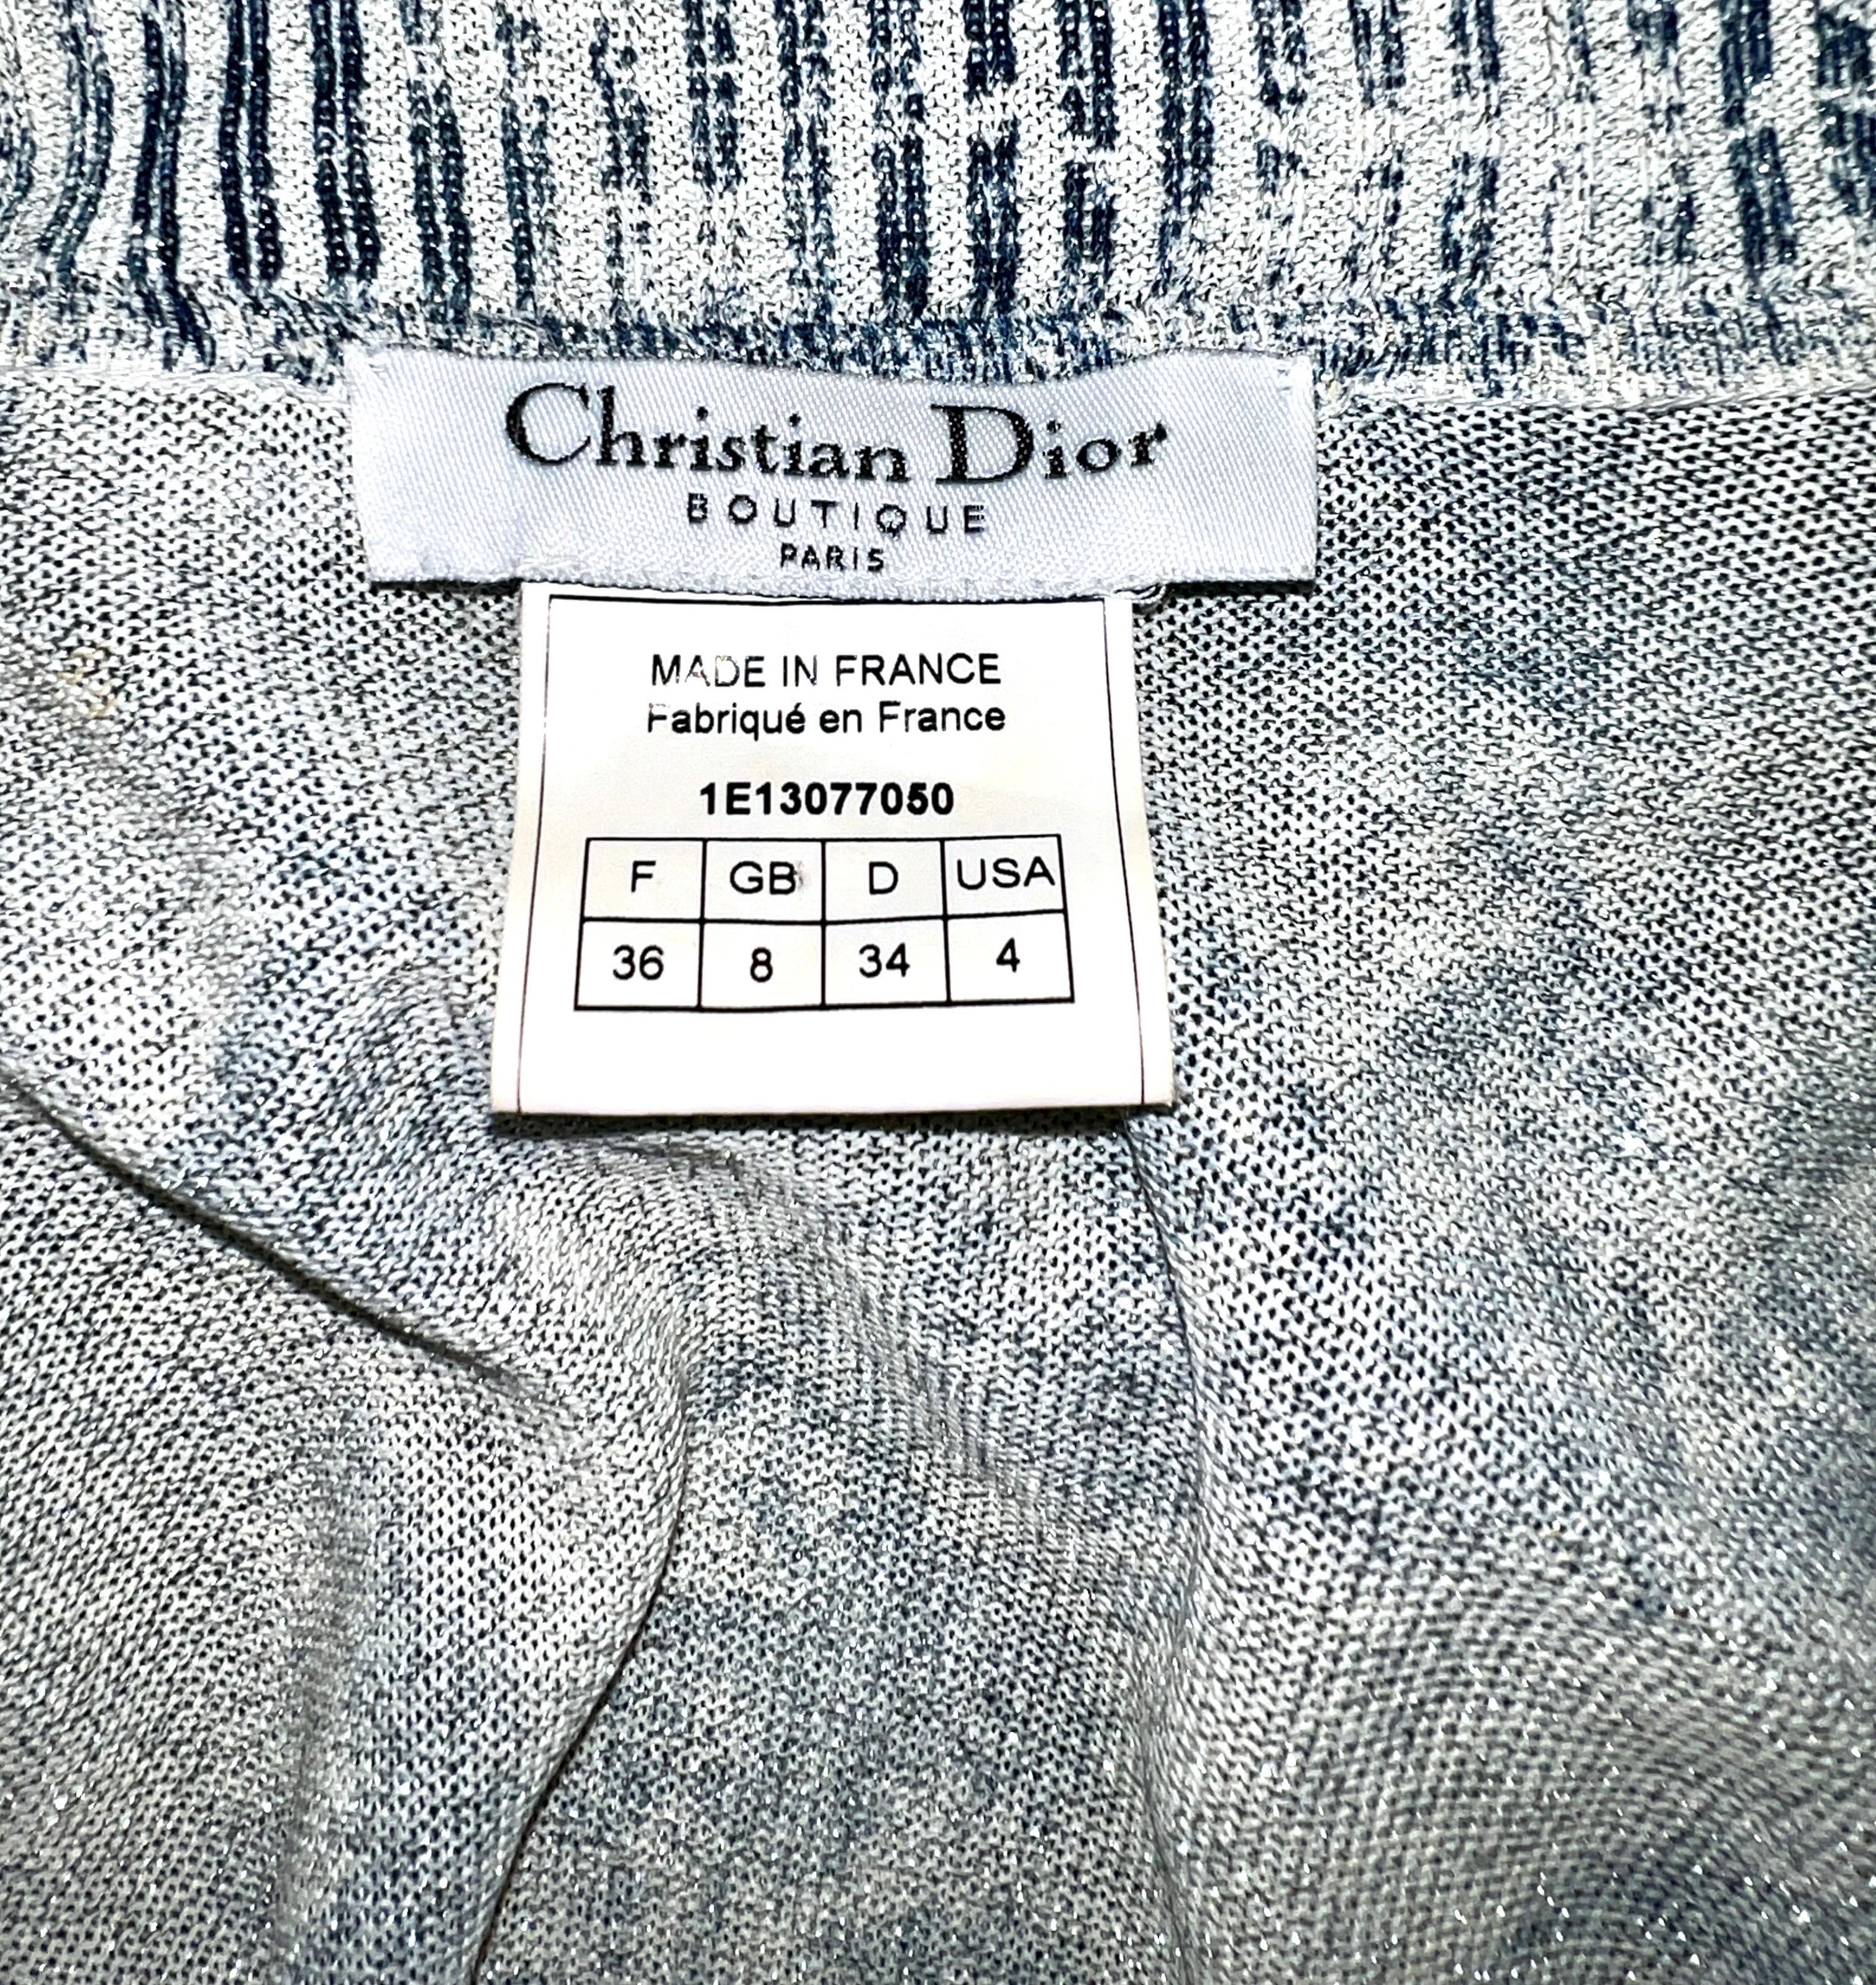 Christian Dior
BOUTIQUE
PARIS
MADE IN FRANCE
Fabriqué en France
1E13077050
F GB D USA
36 8 34 4